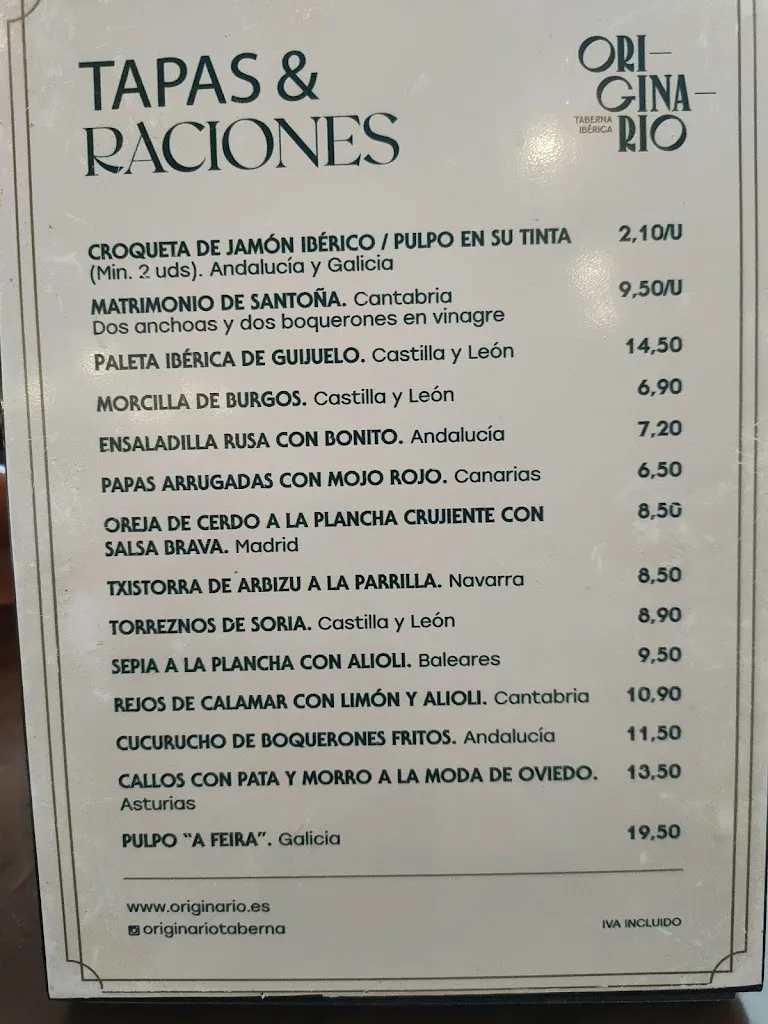 TAPAS &
RACIONES
ORI-
GINA-
RIO
TABERNA
IBÉRICA
CROQUETA DE JAMÓN IBÉRICO / PULPO EN SU TINTA 2,10/U
(Min. 2 uds). Andalucía y Galicia
MATRIMONIO DE SANTOÑA. Cantabria 9,50/U
Dos anchoas y dos boquerones en vinagre
PALETA IBÉRICA DE GUIJUELO. Castilla y León 14,50
MORCILLA DE BURGOS. Castilla y León 6,90
ENSALADILLA RUSA CON BONITO. Andalucía 7,20
PAPAS ARRUGADAS CON MOJO ROJO. Canarias 6,50
OREJA DE CERDO A LA PLANCHA CRUJIENTE CON 8,50
SALSA BRAVA. Madrid
TXISTORRA DE ARBIZU A LA PARRILLA. Navarra 8,50
TORREZNOS DE SORIA. Castilla y León 8,90
SEPIA A LA PLANCHA CON ALIOLI. Baleares 9,50
REJOS DE CALAMAR CON LIMÓN Y ALIOLI. Cantabria 10,90
CUCURUCHO DE BOQUERONES FRITOS. Andalucía 11,50
CALLOS CON PATA Y MORRO A LA MODA DE OVIEDO. 13,50
Asturias
PULPO "A FEIRA". Galicia 19,50
www.originario.es
originariotaberna
IVA INCLUIDO